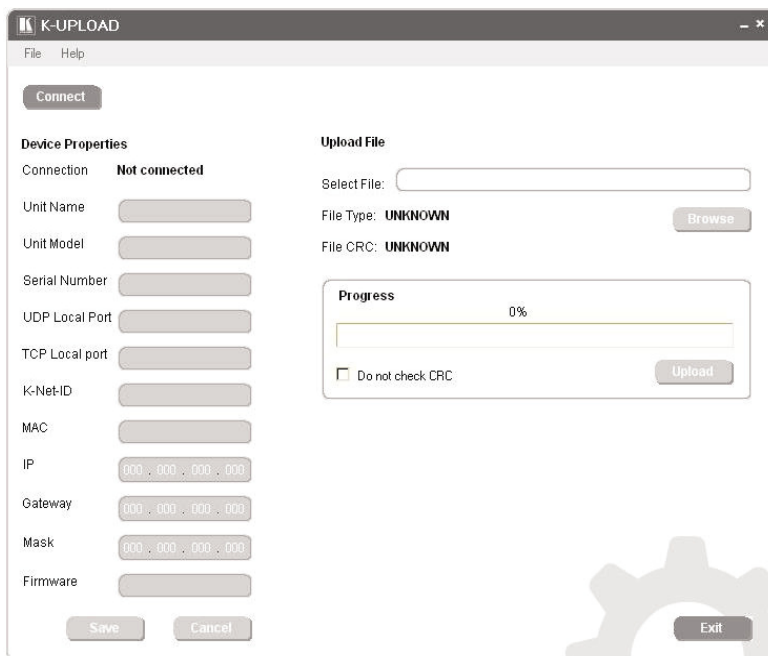 K-UPLOAD
File Help
Connect
Device Properties
Connection Not connected
Unit Name
Unit Model
Serial Number
UDP Local Port
TCP Local port
K-Net-ID
MAC
IP 000 . 000 . 000 . 000
Gateway 000 . 000 . 000 . 000
Mask 000 . 000 . 000 . 000
Firmware
Save Cancel
Upload File
Select File:
File Type: UNKNOWN
Browse
File CRC: UNKNOWN
Progress
0%
Do not check CRC
Upload
Exit